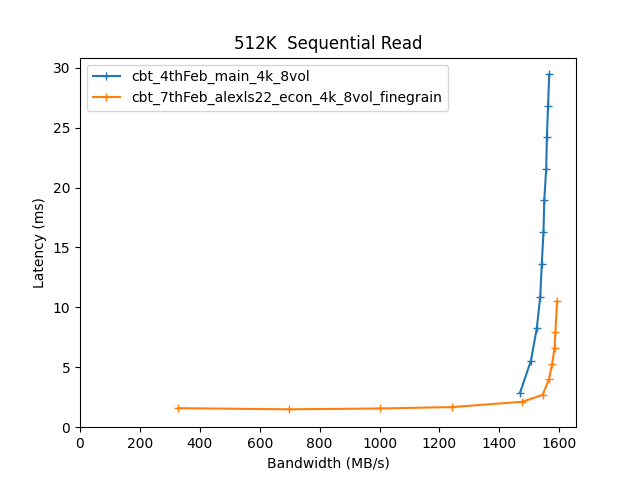 512K  Sequential Read
cbt_4thFeb_main_4k_8vol
cbt_7thFeb_alexls22_econ_4k_8vol_finegrain
30
25
20
15
10
5
0
Latency (ms)
0 200 400 600 800 1000 1200 1400 1600
Bandwidth (MB/s)